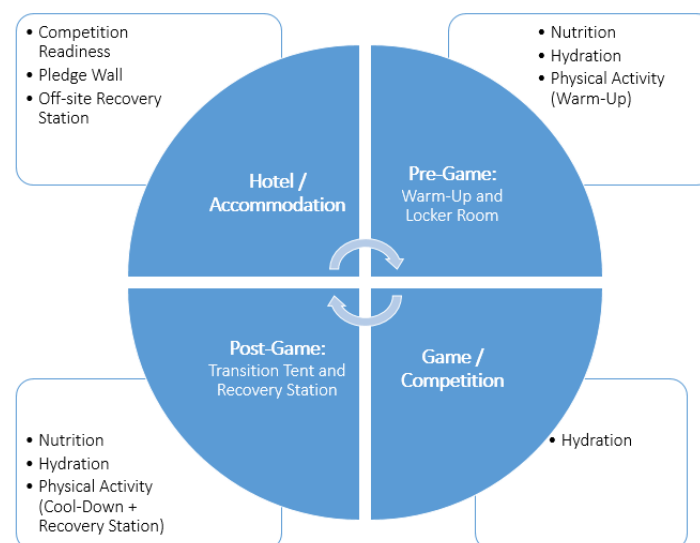 • Competition
Readiness
• Pledge Wall
• Off-site Recovery
Station
• Nutrition
• Hydration
• Physical Activity
(Warm-Up)
Hotel /
Accommodation
Pre-Game:
Warm-Up and
Locker Room
Post-Game:
Transition Tent and
Recovery Station
Game /
Competition
• Nutrition
• Hydration
• Physical Activity
(Cool-Down +
Recovery Station)
• Hydration